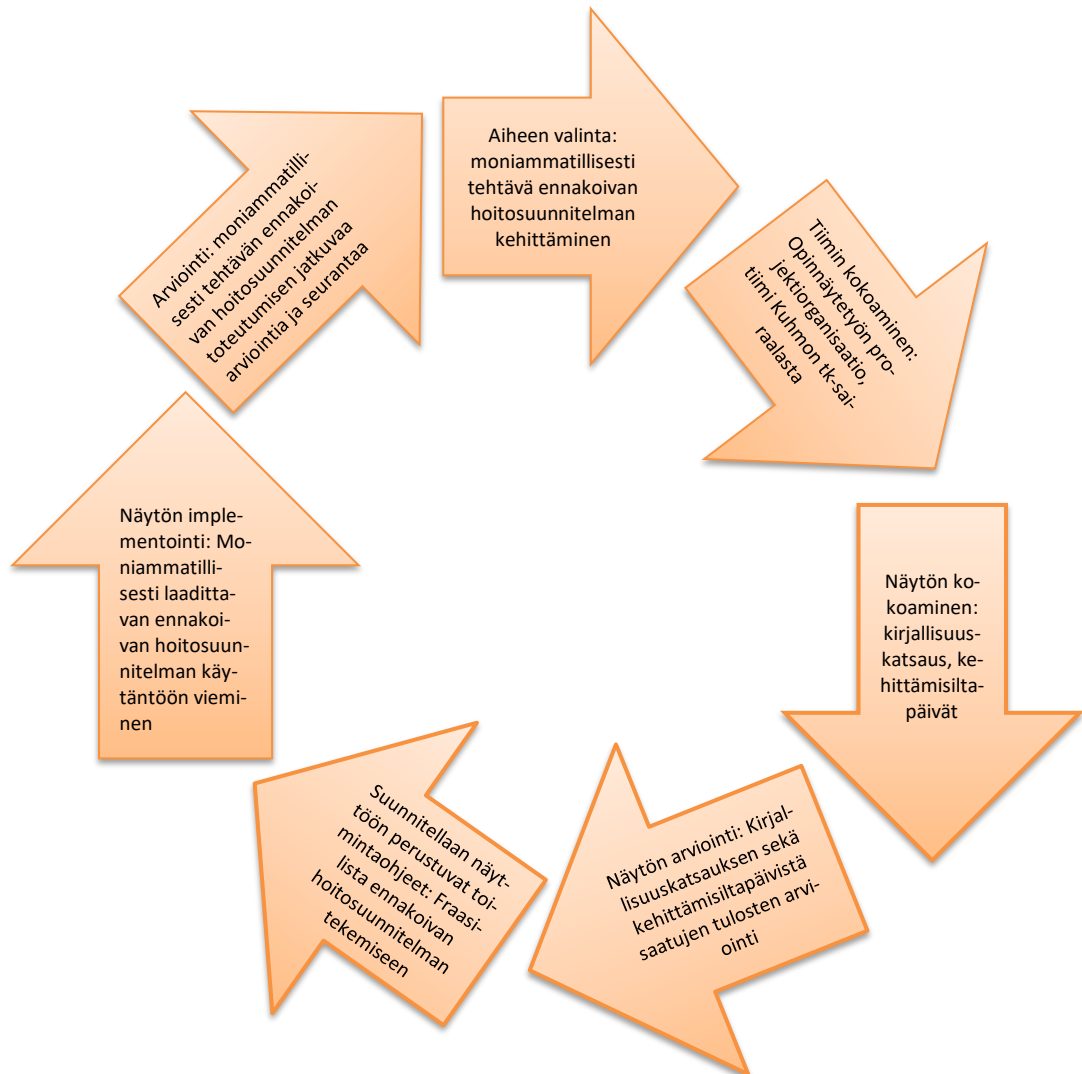 Aiheen valinta:
moniammatillisesti
tehtävä ennakoivan
hoitosuunnitelman
kehittäminen
Tiimin kokoaminen:
Opinnäytetyön pro-
jektiorganisaatio,
tiimi Kuhmon tk-sai-
raalasta
Näytön ko-
koaminen:
kirjallisuus-
katsaus, ke-
hittämisilta-
päivät
Näytön arviointi: Kirjal-
lisuuskatsauksen sekä
kehittämisiltapäivistä
saatujen tulosten arvi-
ointi
Suunnitellaan näyt-
töön perustuvat toi-
mintaohjeet: Fraasi-
lista ennakoivan
hoitosuunnitelman
tekemiseen
Näytön imple-
mentointi: Mo-
niammatilli-
sesti laaditta-
van ennakoi-
van hoitosuun-
nitelman käy-
täntöön viemi-
nen
Arviointi: moniammatilli-
sesti tehtävän ennakoi-
van hoitosuunnitelman
toteutumisen jatkuvaa
arviointia ja seurantaa